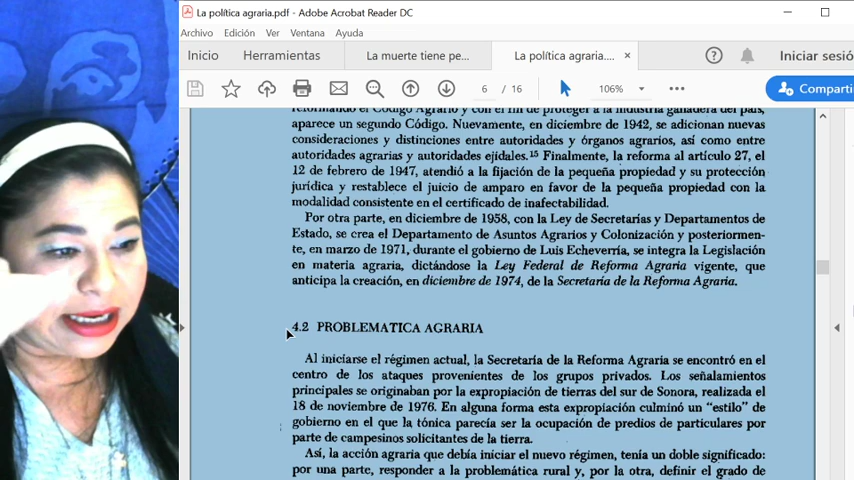 La política agraria.pdf - Adobe Acrobat Reader DC
Archivo Edición Ver Ventana Ayuda
Inicio Herramientas La muerte tiene pe... La política agraria.... × ? Iniciar sesió
6 / 16 106% Comparti
reformando el Código Agrario y con el fin de proteger a la industria ganadera del país,
aparece un segundo Código. Nuevamente, en diciembre de 1942, se adicionan nuevas
consideraciones y distinciones entre autoridades y órganos agrarios, así como entre
autoridades agrarias y autoridades ejidales.15 Finalmente, la reforma al artículo 27, el
12 de febrero de 1947, atendió a la fijación de la pequeña propiedad y su protección
jurídica y restablece el juicio de amparo en favor de la pequeña propiedad con la
modalidad consistente en el certificado de inafectabilidad.
Por otra parte, en diciembre de 1958, con la Ley de Secretarías y Departamentos de
Estado, se crea el Departamento de Asuntos Agrarios y Colonización y posteriormen-
te, en marzo de 1971, durante el gobierno de Luis Echeverría, se integra la Legislación
en materia agraria, dictándose la Ley Federal de Reforma Agraria vigente, que
anticipa la creación, en diciembre de 1974, de la Secretaría de la Reforma Agraria.
4.2 PROBLEMATICA AGRARIA
Al iniciarse el régimen actual, la Secretaría de la Reforma Agraria se encontró en el
centro de los ataques provenientes de los grupos privados. Los señalamientos
principales se originaban por la expropiación de tierras del sur de Sonora, realizada el
18 de noviembre de 1976. En alguna forma esta expropiación culminó un "estilo" de
gobierno en el que la tónica parecía ser la ocupación de predios de particulares por
parte de campesinos solicitantes de la tierra.
Así, la acción agraria que debía iniciar el nuevo régimen, tenía un doble significado:
por una parte, responder a la problemática rural y, por la otra, definir el grado de